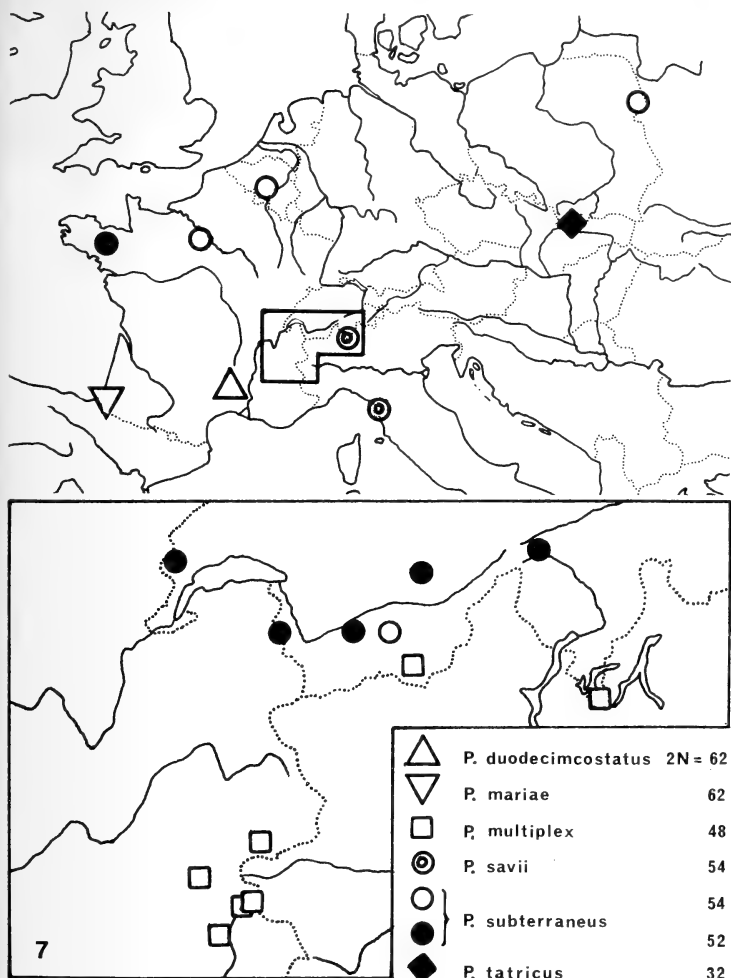 P. duodecimcostatus 2N = 62
P. mariae 62
P. multiplex 48
P. savii 54
54
P. subterraneus
52
P. tatricus 32
7